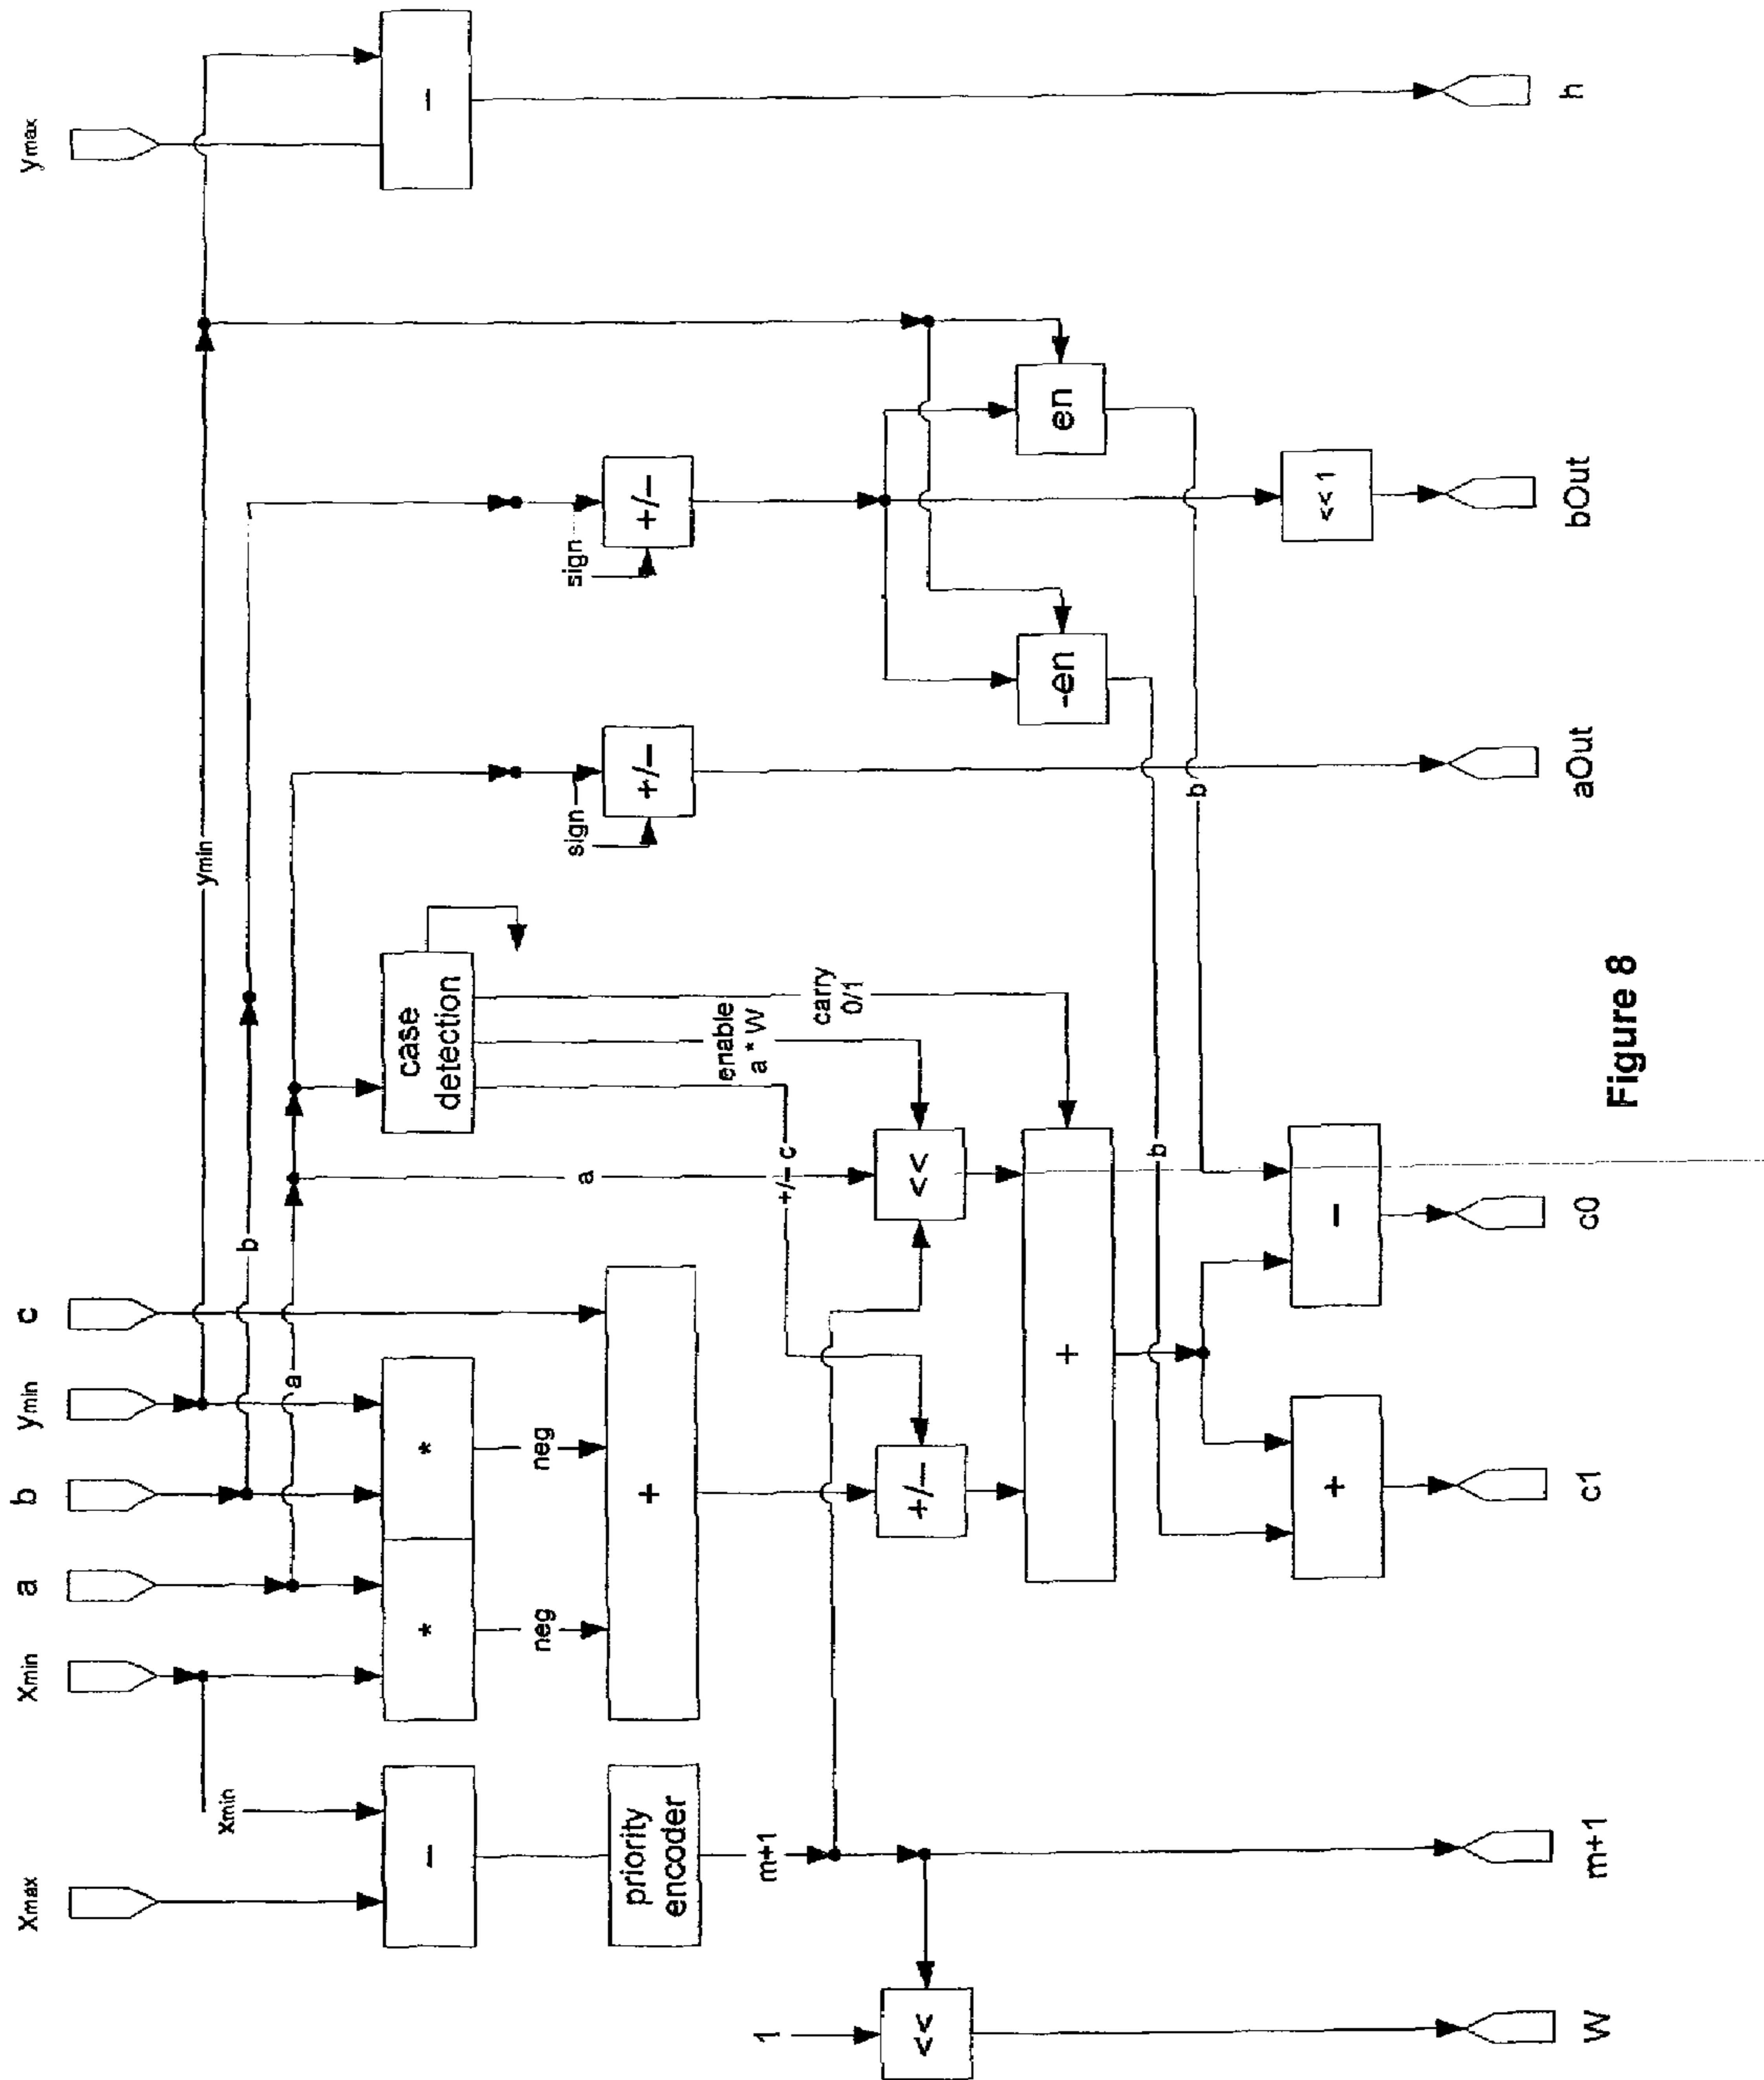 xmax
xmin
a
b
ymin
c
ymax
ymin
b
a
xmin
-
*
*
-
case
detection
neg
neg
sign
sign
priority
encoder
+
+/-
+/-
m+1
enable
a * W
carry
0/1
+/- c
a
1
<<
+/-
<<
+
-en
en
b
b
+
-
<< 1
W
m+1
c1
c0
aOut
bOut
h
Figure 8